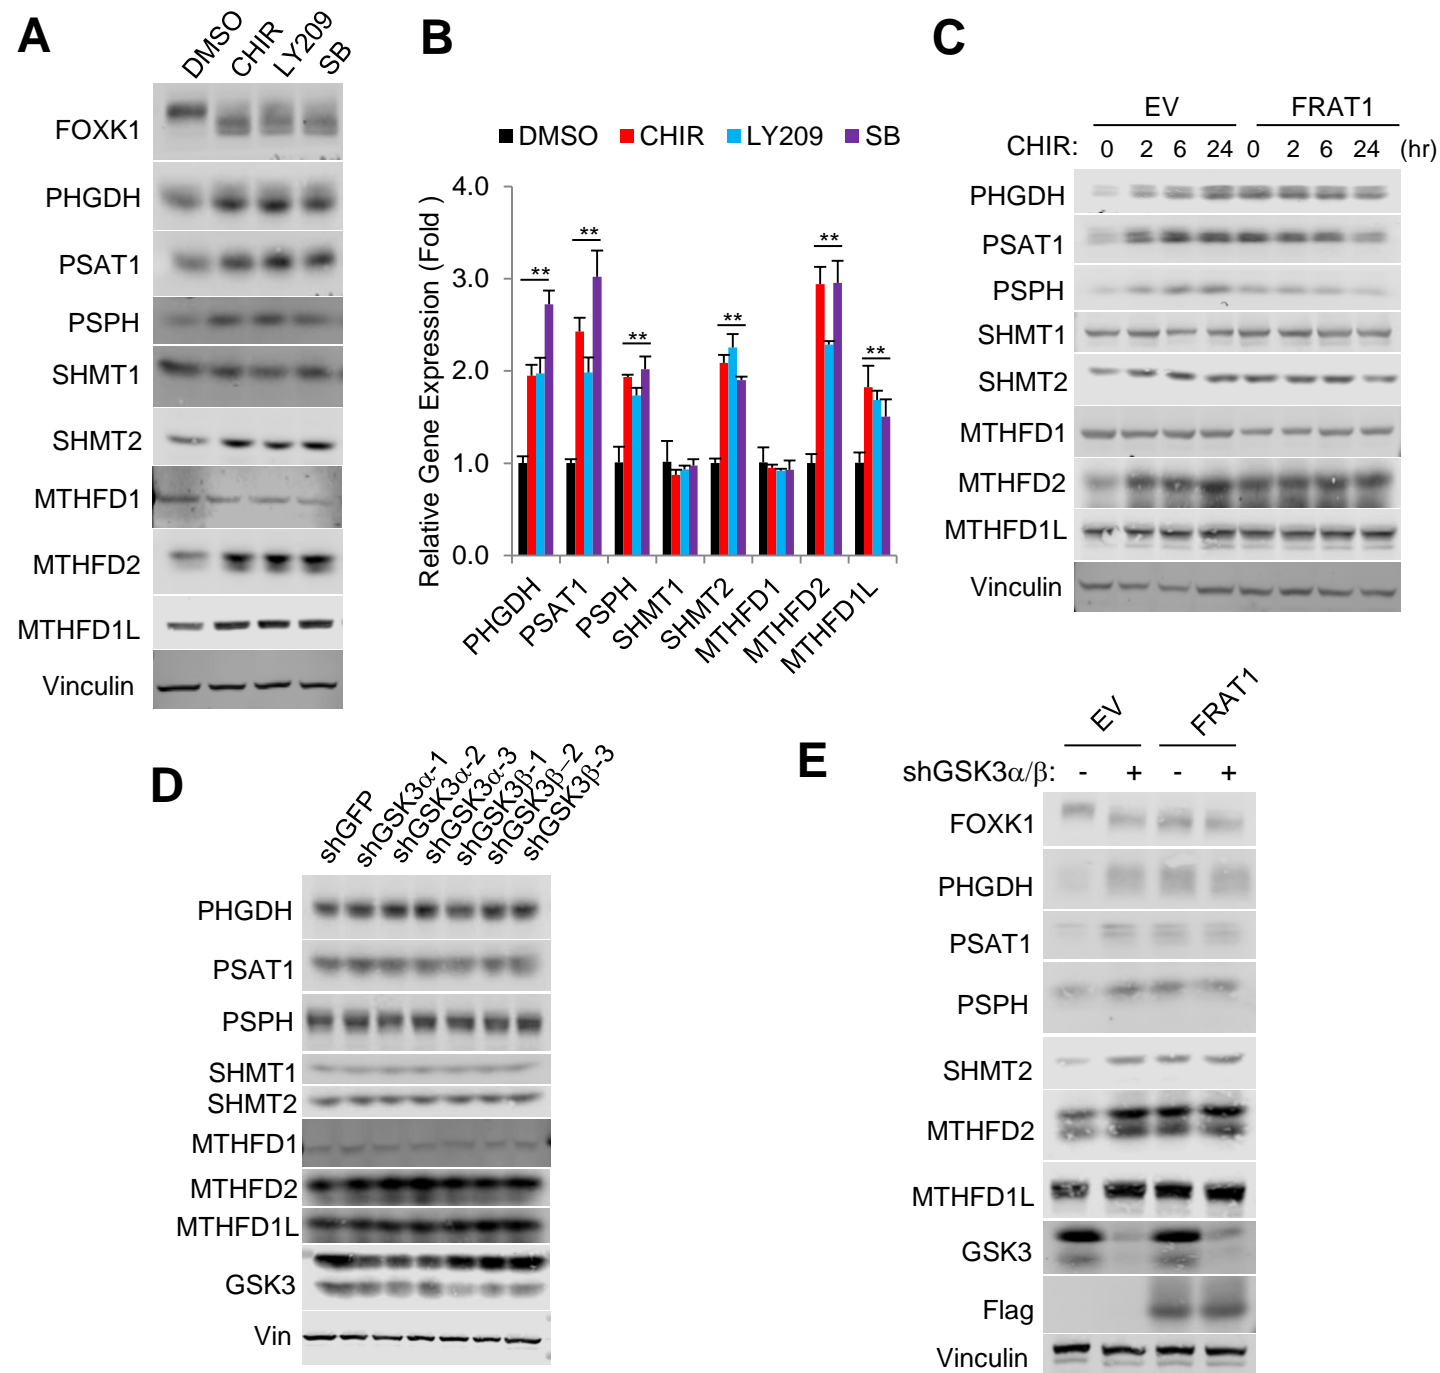 A
DMSO
CHIR
LY209
SB
FOXK1
PHGDH
PSAT1
PSPH
SHMT1
SHMT2
MTHFD1
MTHFD2
MTHFD1L
Vinculin
B
DMSO CHIR LY209 SB
Relative Gene Expression (Fold )
4.0
3.0
2.0
1.0
0.0
**
**
**
**
**
**
PHGDH
PSAT1
PSPH
SHMT1
SHMT2
MTHFD1
MTHFD2
MTHFD1L
C
EV FRAT1
CHIR: 0 2 6 24 0 2 6 24 (hr)
PHGDH
PSAT1
PSPH
SHMT1
SHMT2
MTHFD1
MTHFD2
MTHFD1L
Vinculin
D
shGFP
shGSK3α-1
shGSK3α-2
shGSK3α-3
shGSK3β-1
shGSK3β–2
shGSK3β-3
PHGDH
PSAT1
PSPH
SHMT1
SHMT2
MTHFD1
MTHFD2
MTHFD1L
GSK3
Vin
E
EV FRAT1
shGSK3α/β: - + - +
FOXK1
PHGDH
PSAT1
PSPH
SHMT2
MTHFD2
MTHFD1L
GSK3
Flag
Vinculin